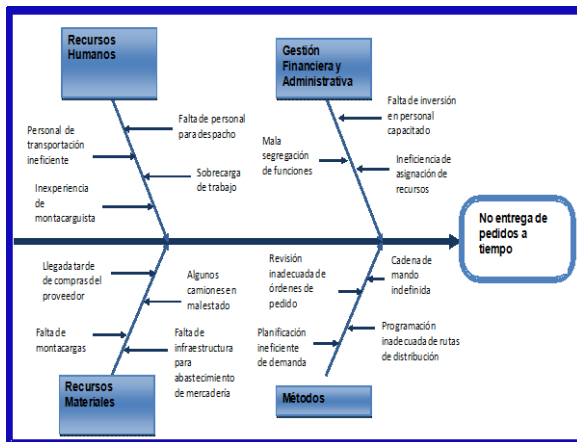 Recursos
Humanos
Gestión
Financiera y
Administrativa
Falta de personal
para despacho
Personal de
transportación
ineficiente
Sobrecarga
de trabajo
Inexperiencia
de
montacarguista
Falta de inversión
en personal
capacitado
Mala
segregación
de funciones
Ineficiencia de
asignación de
recursos
No entrega de
pedidos a
tiempo
Llegada tarde
de compras del
proveedor
Algunos
camiones en
mal estado
Falta de
montacargas
Falta de
infraestructura
para
abastecimiento
de mercadería
Revisión
inadecuada de
órdenes de
pedido
Cadena de
mando
indefinida
Planificación
ineficiente
de demanda
Programación
inadecuada de rutas
de distribución
Recursos
Materiales
Métodos